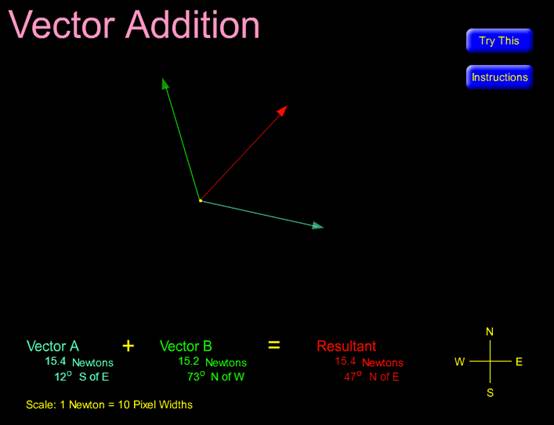 Vector Addition
Try This
Instructions
N
Vector A + Vector B = Resultant
15.4 Newtons 15.2 Newtons 15.4 Newtons
W E
12° S of E 73° N of W 47° N of E
S
Scale: 1 Newton = 10 Pixel Widths